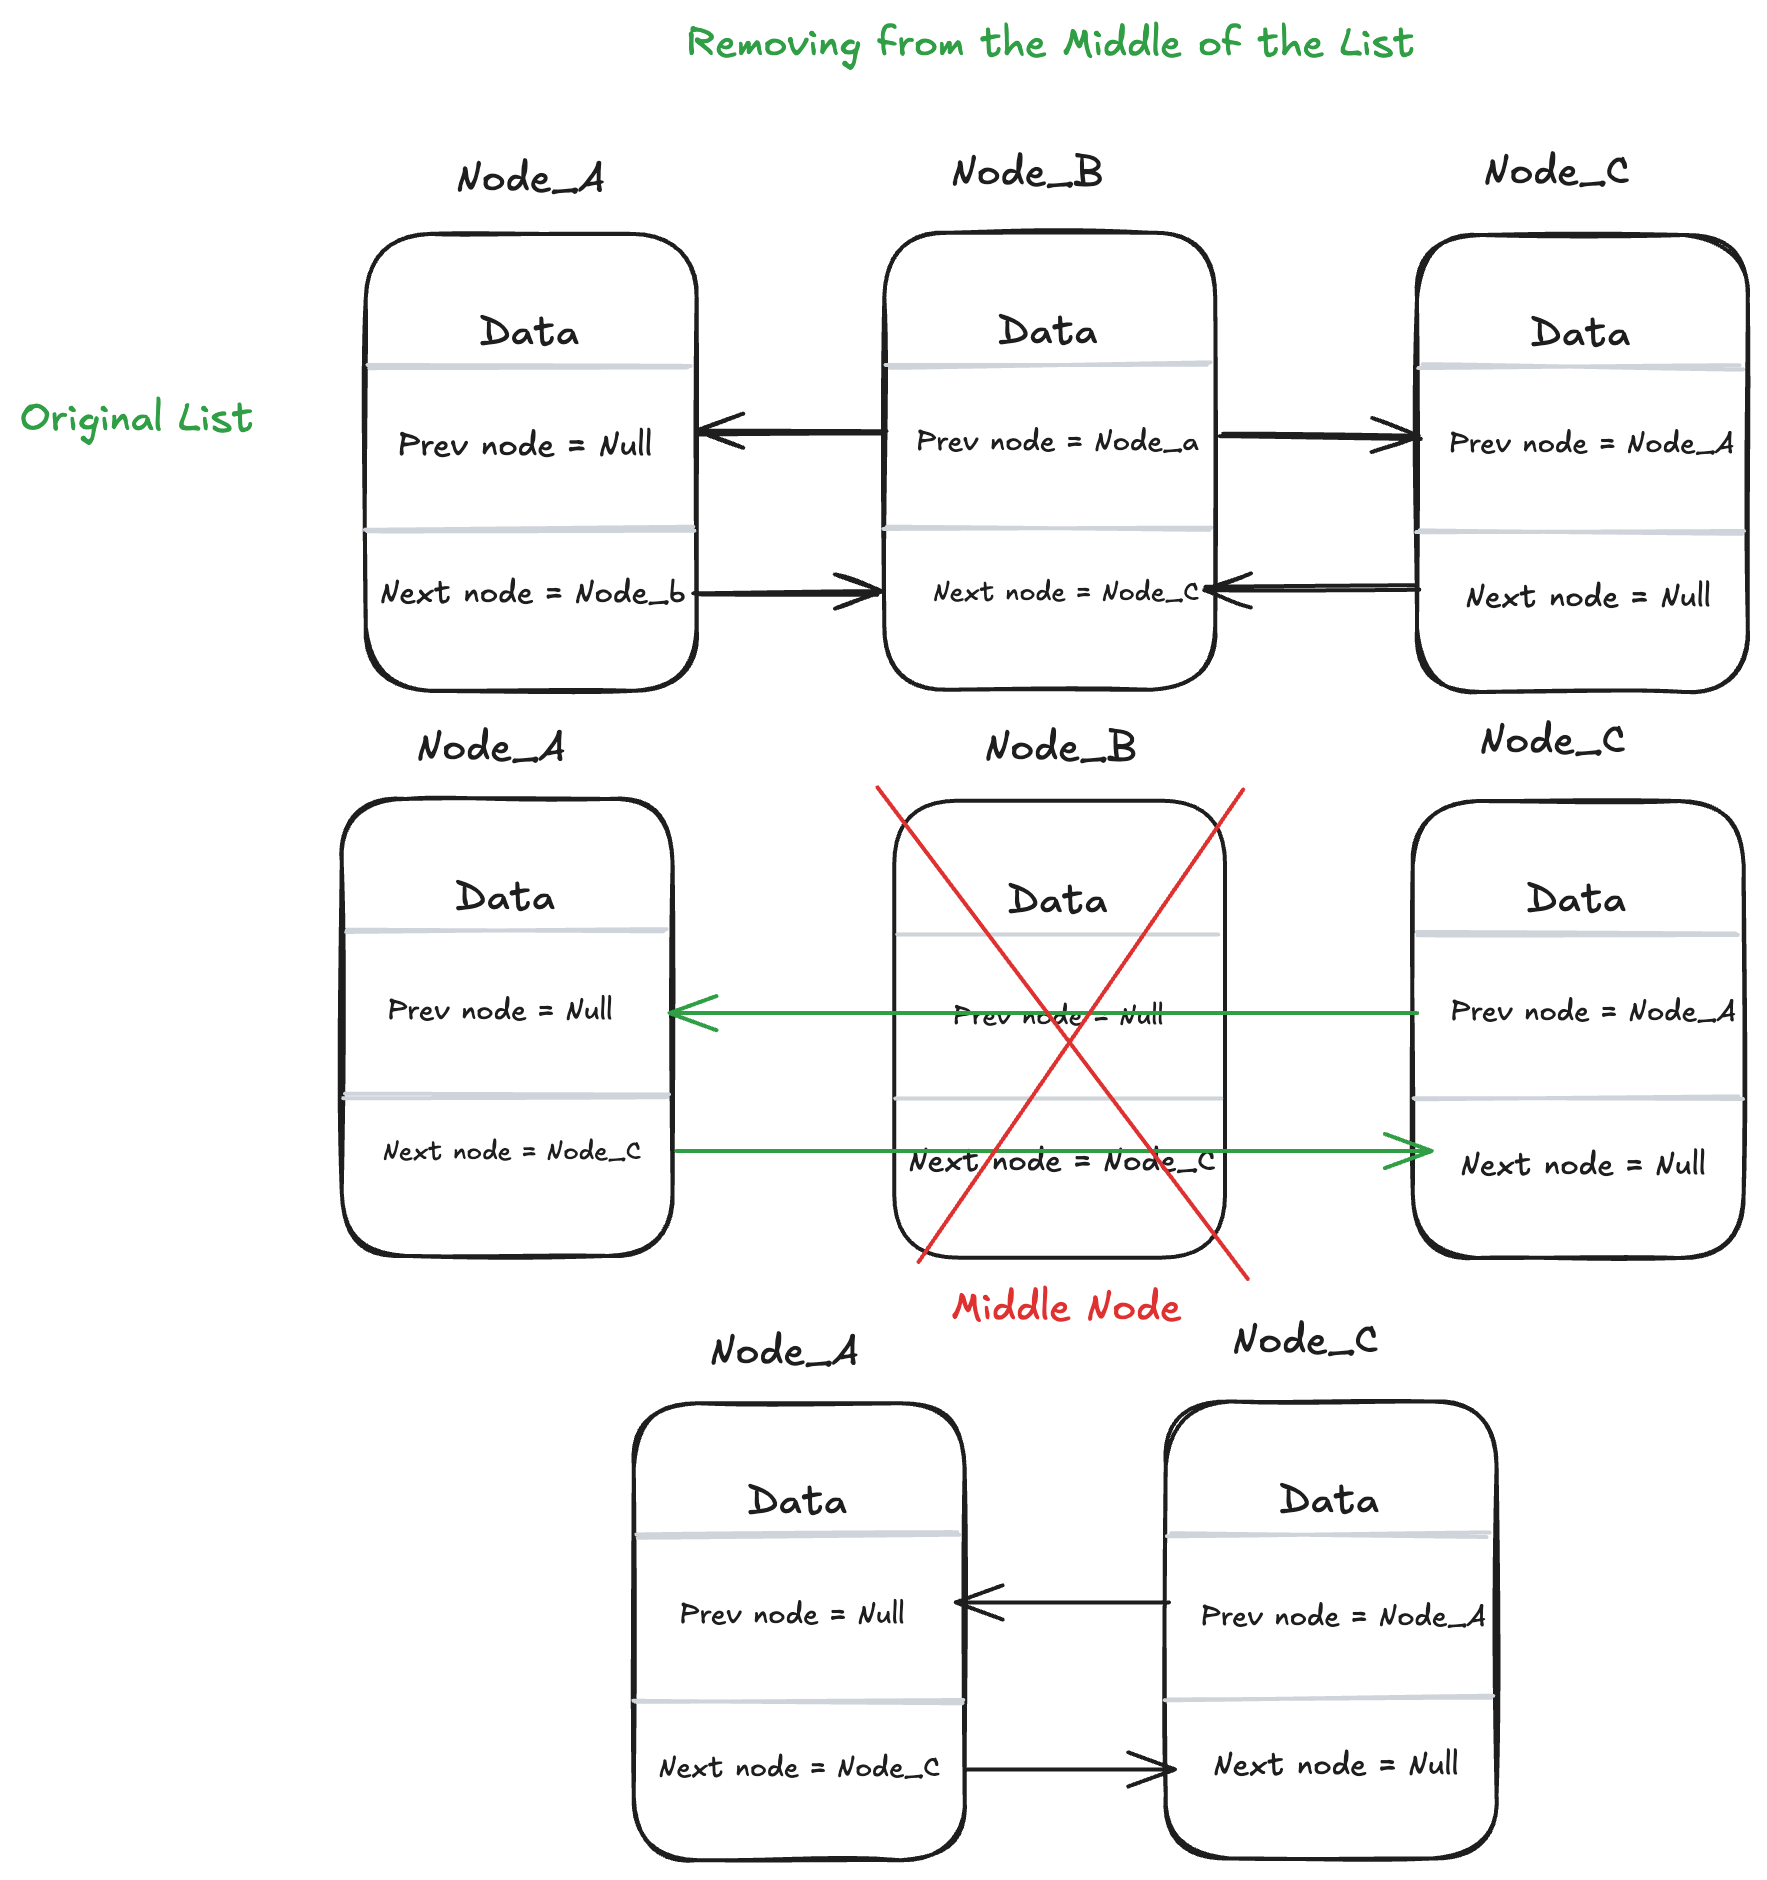 Removing from the Middle of the List
Node_A
Node_B
Node_C
Original List
Data
Prev node = Null
Next node = Node_b
Data
Prev node = Node_a
Next node = Node_C
Data
Prev node = Node_A
Next node = Null
Node_A
Node_B
Node_C
Data
Prev node = Null
Next node = Node_C
Data
Prev node = Null
Next node = Node_C
Data
Prev node = Node_A
Next node = Null
Middle Node
Node_A
Node_C
Data
Prev node = Null
Next node = Node_C
Data
Prev node = Node_A
Next node = Null